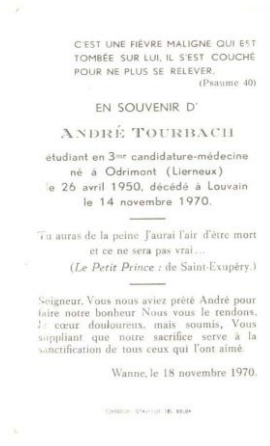 C'EST UNE FIÈVRE MALIGNE QUI EST
TOMBÉE SUR LUI, IL S'EST COUCHÉ
POUR NE PLUS SE RELEVER.
(Psaume 40)
EN SOUVENIR D'
ANDRÉ TOURBACH
étudiant en 3me candidature-médecine
né à Odrimont (Lierneux)
le 26 avril 1950, décédé à Louvain
le 14 novembre 1970.
Tu auras de la peine J'aurai l'air d'être mort
et ce ne sera pas vrai...
(Le Petit Prince : de Saint-Exupéry.)
Seigneur, Vous nous aviez prêté André pour
faire notre bonheur Nous vous le rendons,
le cœur douloureux, mais soumis, Vous
suppliant que notre sacrifice serve à la
sanctification de tous ceux qui l'ont aimé.
Wanne, le 18 novembre 1970.